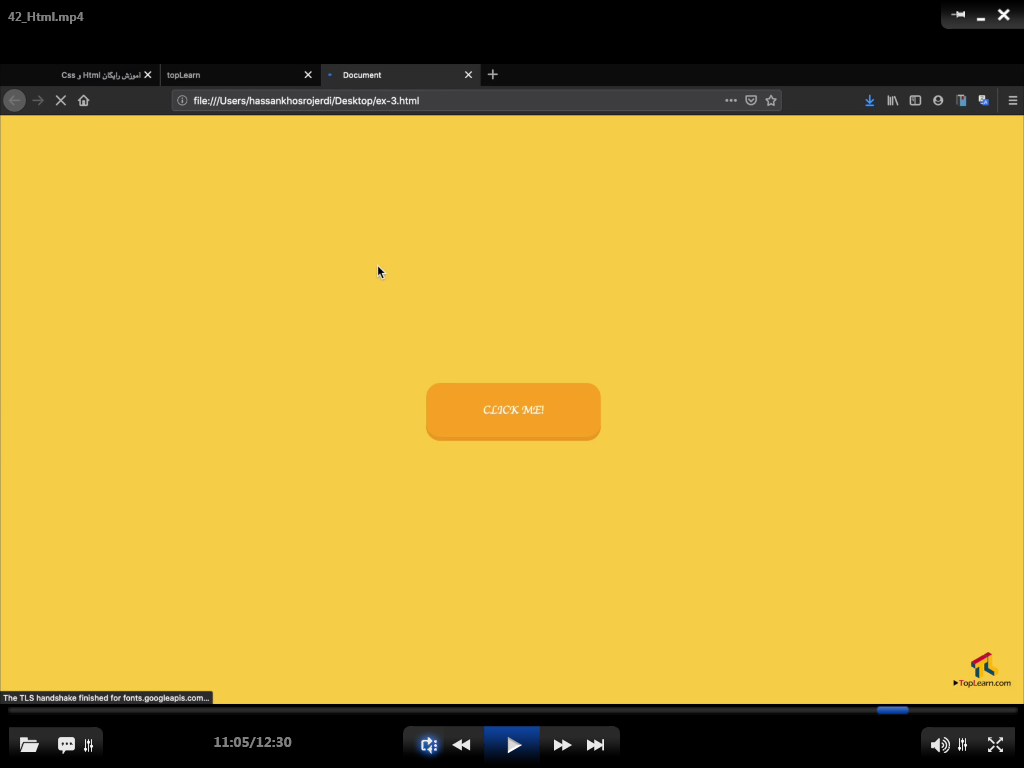 42_Html.mp4
آموزش رایگان Html و Css
topLearn
Document
file:///Users/hassankhosrojerdi/Desktop/ex-3.html
CLICK ME!
TopLearn.com
The TLS handshake finished for fonts.googleapis.com...
11:05/12:30